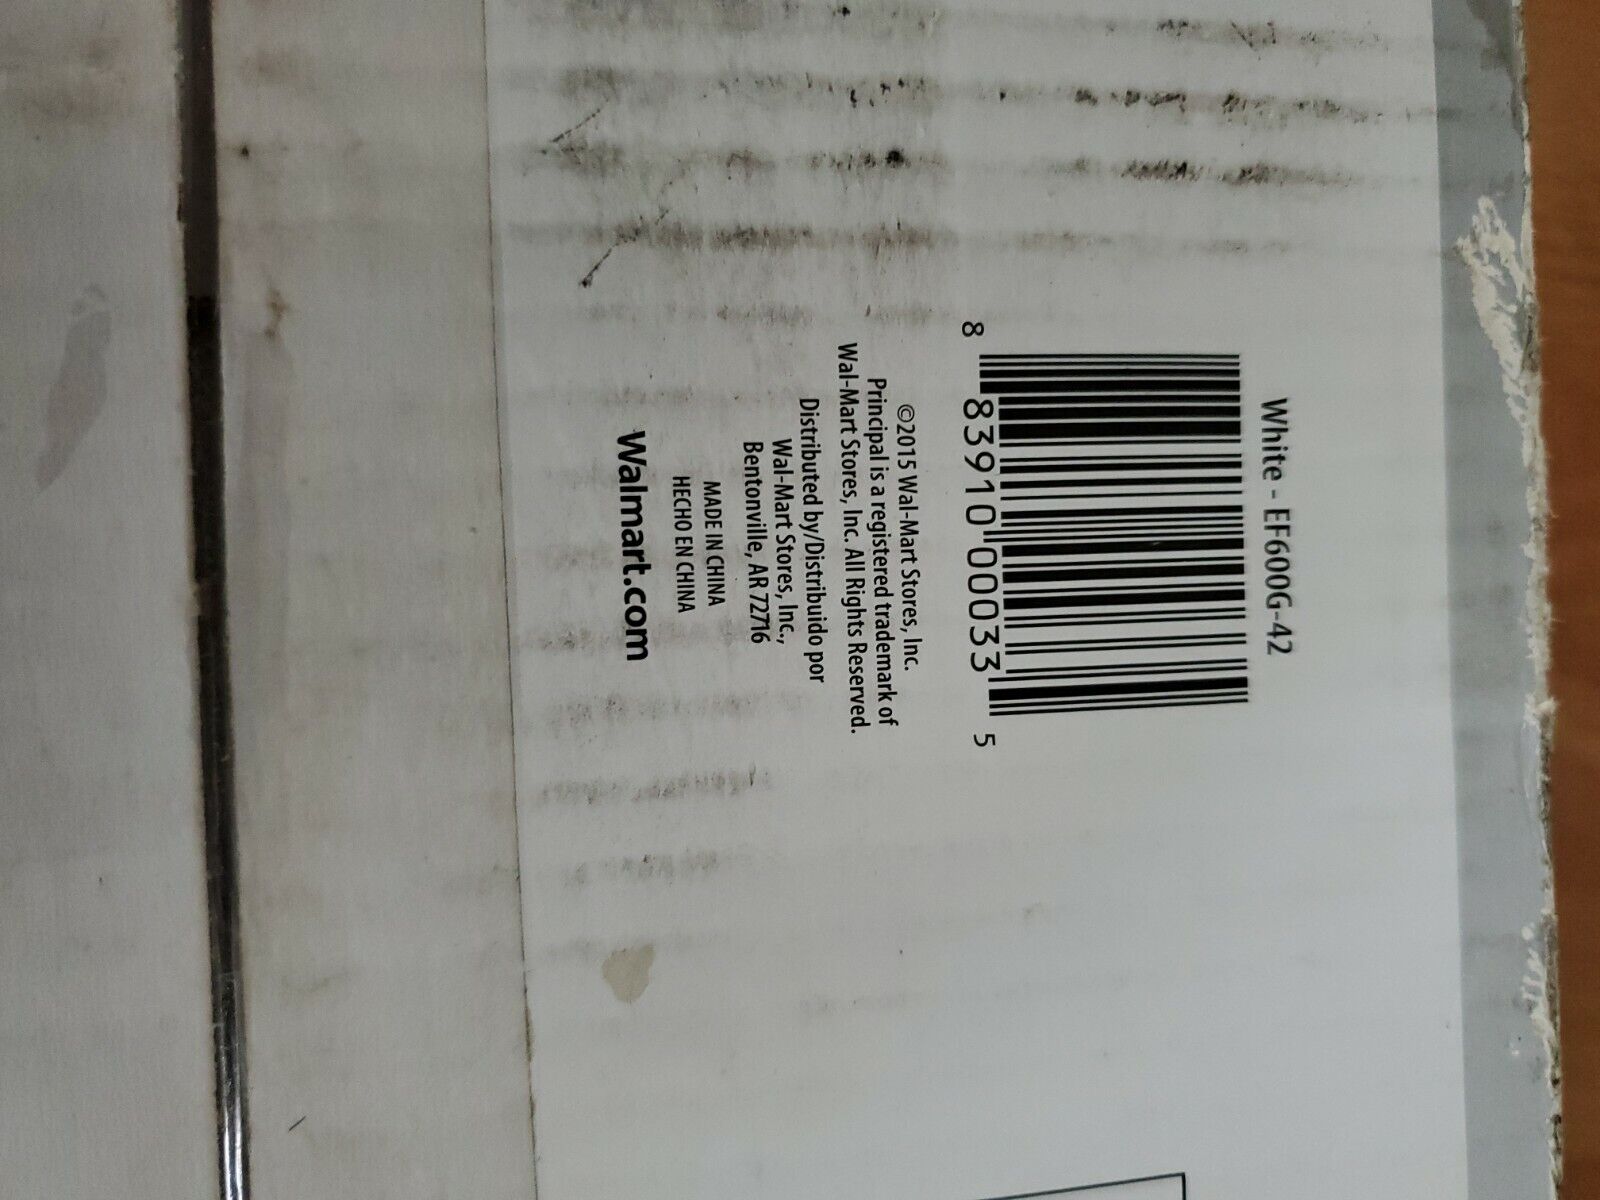 White - EF600G-42
8 83910 00033 5
©2015 Wal-Mart Stores, Inc.
Principal is a registered trademark of
Wal-Mart Stores, Inc. All Rights Reserved.
Distributed by/Distribuido por
Wal-Mart Stores, Inc.,
Bentonville, AR 72716
MADE IN CHINA
HECHO EN CHINA
Walmart.com